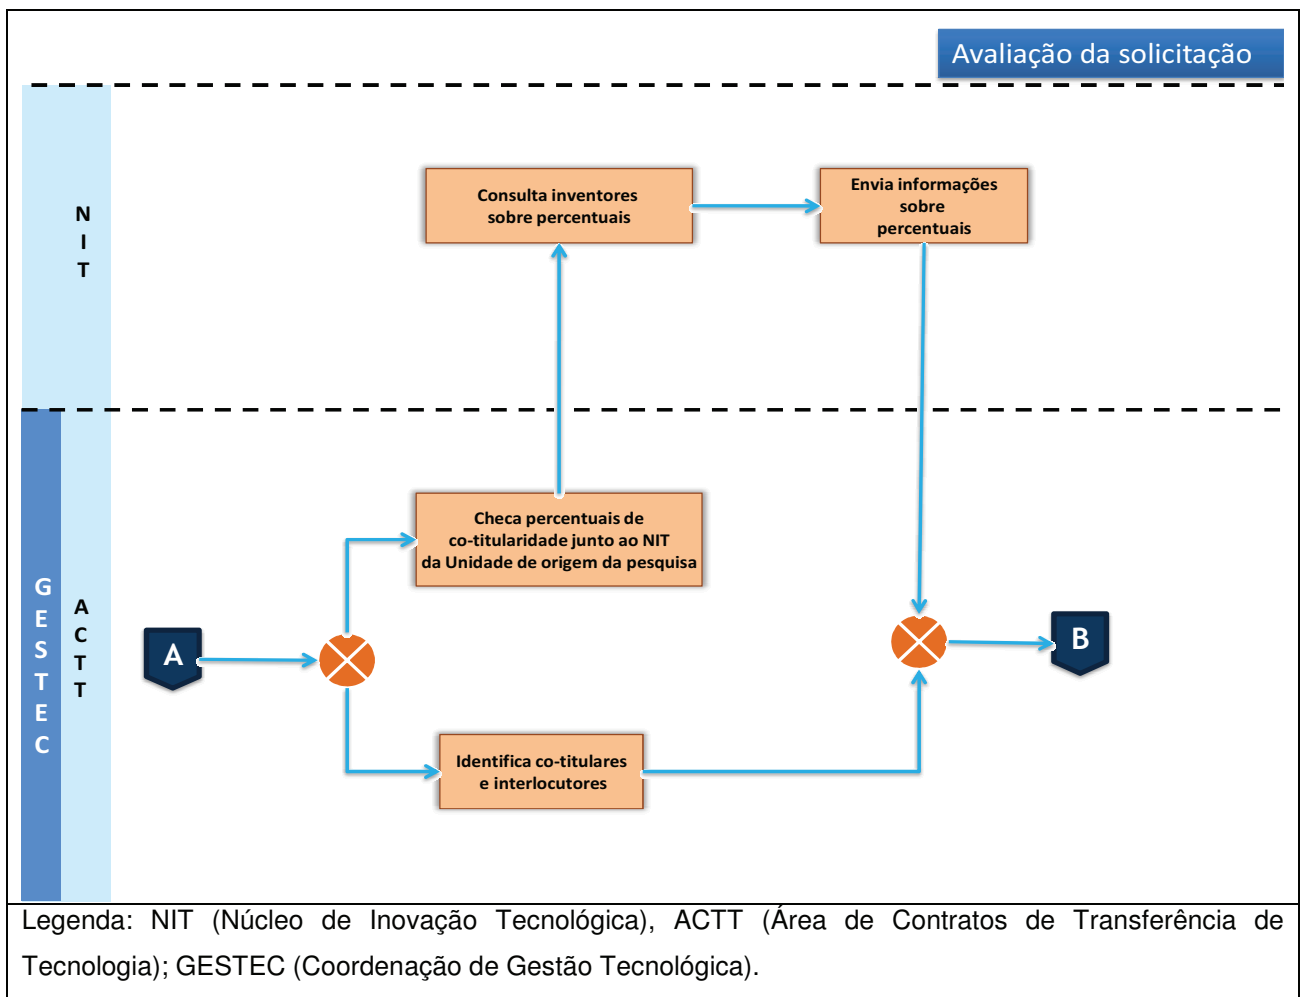 Avaliação da solicitação
N
I
T
Consulta inventores
sobre percentuais
Envia informações
sobre
percentuais
G
E
S
T
E
C
A
C
T
T
Checa percentuais de
co-titularidade junto ao NIT
da Unidade de origem da pesquisa
A
B
Identifica co-titulares
e interlocutores
Legenda: NIT (Núcleo de Inovação Tecnológica), ACTT (Área de Contratos de Transferência de
Tecnologia); GESTEC (Coordenação de Gestão Tecnológica).